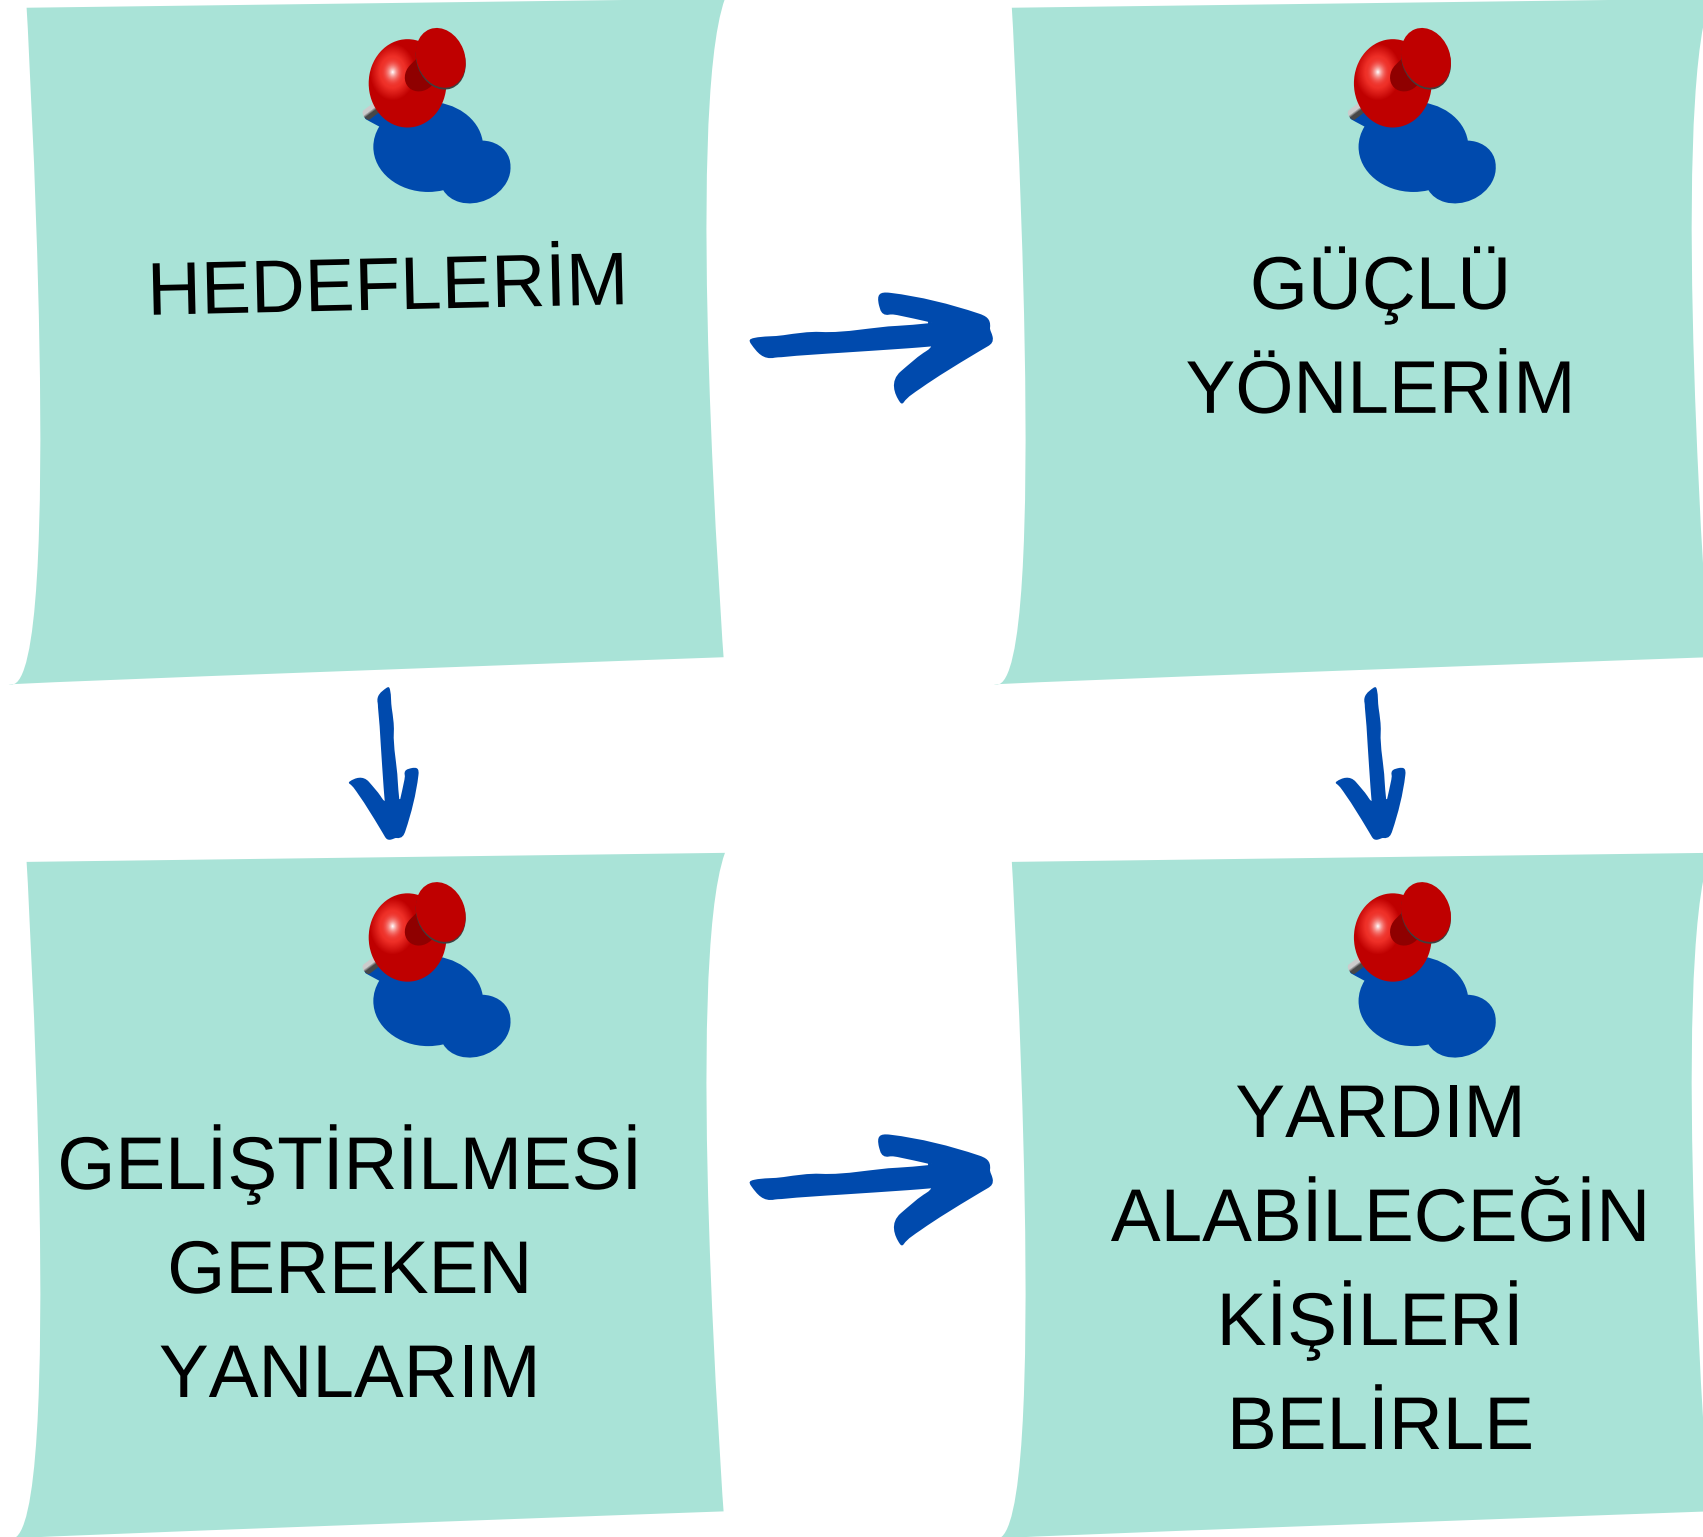 HEDEFLERİM
GÜÇLÜ
YÖNLERİM
GELİŞTİRİLMESİ
GEREKEN
YANLARIM
YARDIM
ALABİLECEĞİN
KİŞİLERİ
BELİRLE